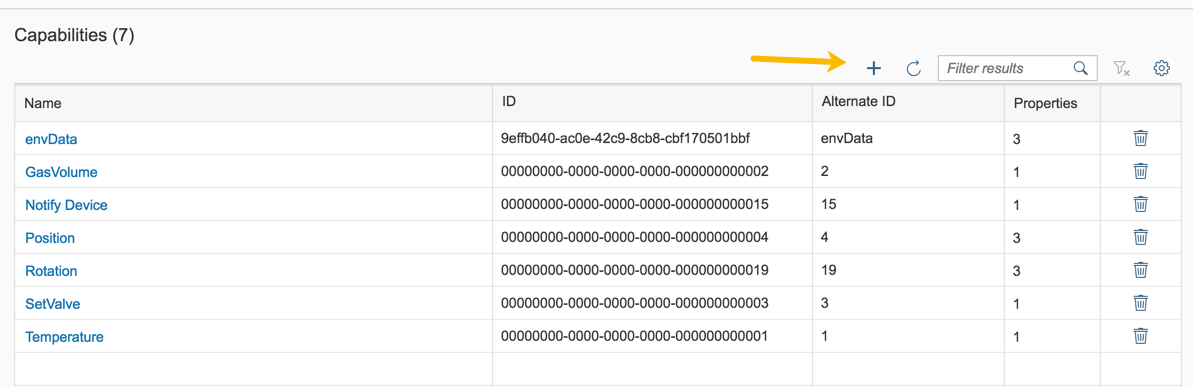 Capabilities (7)
Filter results
Name ID Alternate ID Properties
envData 9effb040-ac0e-42c9-8cb8-cbf170501bbf envData 3
GasVolume 00000000-0000-0000-0000-000000000002 2 1
Notify Device 00000000-0000-0000-0000-000000000015 15 1
Position 00000000-0000-0000-0000-000000000004 4 3
Rotation 00000000-0000-0000-0000-000000000019 19 3
SetValve 00000000-0000-0000-0000-000000000003 3 1
Temperature 00000000-0000-0000-0000-000000000001 1 1